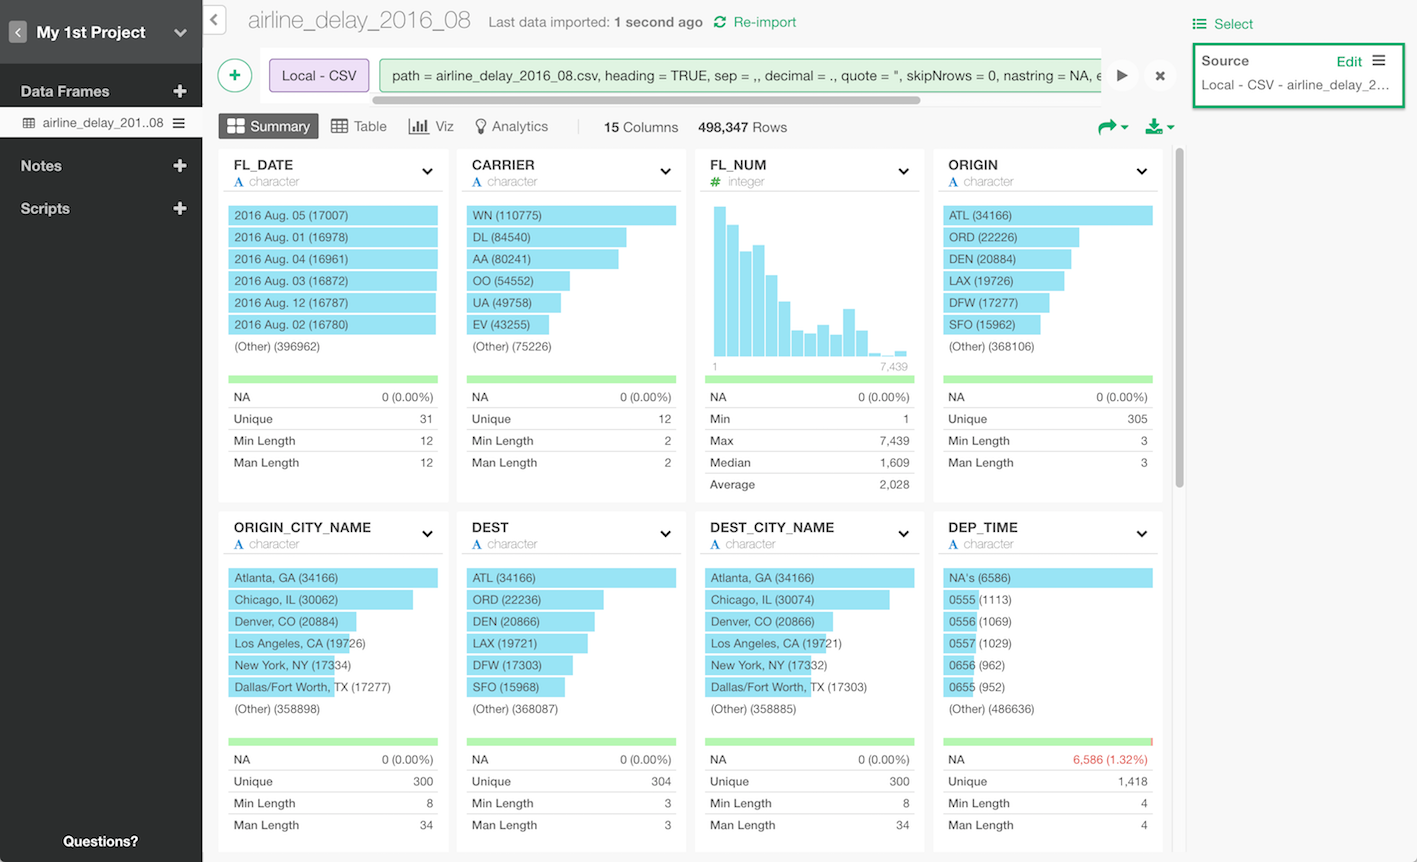 My 1st Project
Data Frames
airline_delay_201..08
Notes
Scripts
Questions?
airline_delay_2016_08 Last data imported: 1 second ago Re-import
Local - CSV path = airline_delay_2016_08.csv, heading = TRUE, sep = ,, decimal = ., quote = ", skipNrows = 0, nastring = NA, e
Summary Table Viz Analytics 15 Columns 498,347 Rows
FL_DATE
character
2016 Aug. 05 (17007)
2016 Aug. 01 (16978)
2016 Aug. 04 (16961)
2016 Aug. 03 (16872)
2016 Aug. 12 (16787)
2016 Aug. 02 (16780)
(Other) (396962)
NA 0 (0.00%)
Unique 31
Min Length 12
Man Length 12
CARRIER
character
WN (110775)
DL (84540)
AA (80241)
OO (54552)
UA (49758)
EV (43255)
(Other) (75226)
NA 0 (0.00%)
Unique 12
Min Length 2
Man Length 2
FL_NUM
# integer
1 7,439
NA 0 (0.00%)
Min 1
Max 7,439
Median 1,609
Average 2,028
ORIGIN
character
ATL (34166)
ORD (22226)
DEN (20884)
LAX (19726)
DFW (17277)
SFO (15962)
(Other) (368106)
NA 0 (0.00%)
Unique 305
Min Length 3
Man Length 3
ORIGIN_CITY_NAME
character
Atlanta, GA (34166)
Chicago, IL (30062)
Denver, CO (20884)
Los Angeles, CA (19726)
New York, NY (17334)
Dallas/Fort Worth, TX (17277)
(Other) (358898)
NA 0 (0.00%)
Unique 300
Min Length 8
Man Length 34
DEST
character
ATL (34166)
ORD (22236)
DEN (20866)
LAX (19721)
DFW (17303)
SFO (15968)
(Other) (368087)
NA 0 (0.00%)
Unique 304
Min Length 3
Man Length 3
DEST_CITY_NAME
character
Atlanta, GA (34166)
Chicago, IL (30074)
Denver, CO (20866)
Los Angeles, CA (19721)
New York, NY (17332)
Dallas/Fort Worth, TX (17303)
(Other) (358885)
NA 0 (0.00%)
Unique 300
Min Length 8
Man Length 34
DEP_TIME
character
NA's (6586)
0555 (1113)
0556 (1069)
0557 (1029)
0656 (962)
0655 (952)
(Other) (486636)
NA 6,586 (1.32%)
Unique 1,418
Min Length 4
Man Length 4
Select
Source Edit
Local - CSV - airline_delay_2...